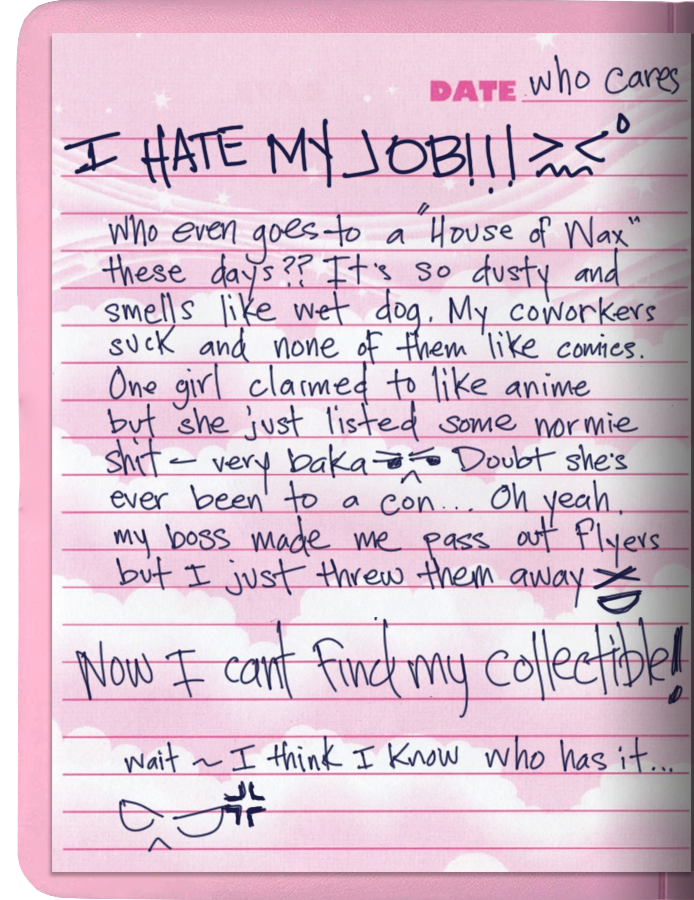 DATE who cares
I HATE MY JOB!!! >﹏<°
Who even goes to a "House of Wax"
these days?? It's so dusty and
smells like wet dog. My coworkers
suck and none of them like comics.
One girl claimed to like anime
but she just listed some normie
shit - very baka Doubt she's
ever been to a con... Oh yeah,
my boss made me pass out flyers
but I just threw them away XD
Now I cant find my collectible!
wait ~ I think I know who has it...